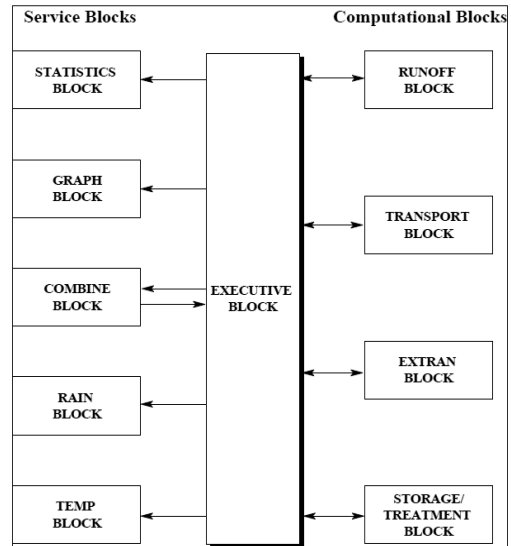 Service Blocks
Computational Blocks
STATISTICS
BLOCK
GRAPH
BLOCK
COMBINE
BLOCK
RAIN
BLOCK
TEMP
BLOCK
EXECUTIVE
BLOCK
RUNOFF
BLOCK
TRANSPORT
BLOCK
EXTRAN
BLOCK
STORAGE/
TREATMENT
BLOCK